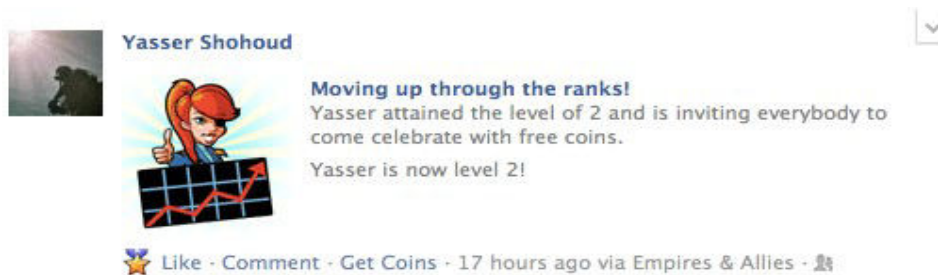 Yasser Shohoud
Moving up through the ranks!
Yasser attained the level of 2 and is inviting everybody to
come celebrate with free coins.
Yasser is now level 2!
Like · Comment · Get Coins · 17 hours ago via Empires & Allies ·